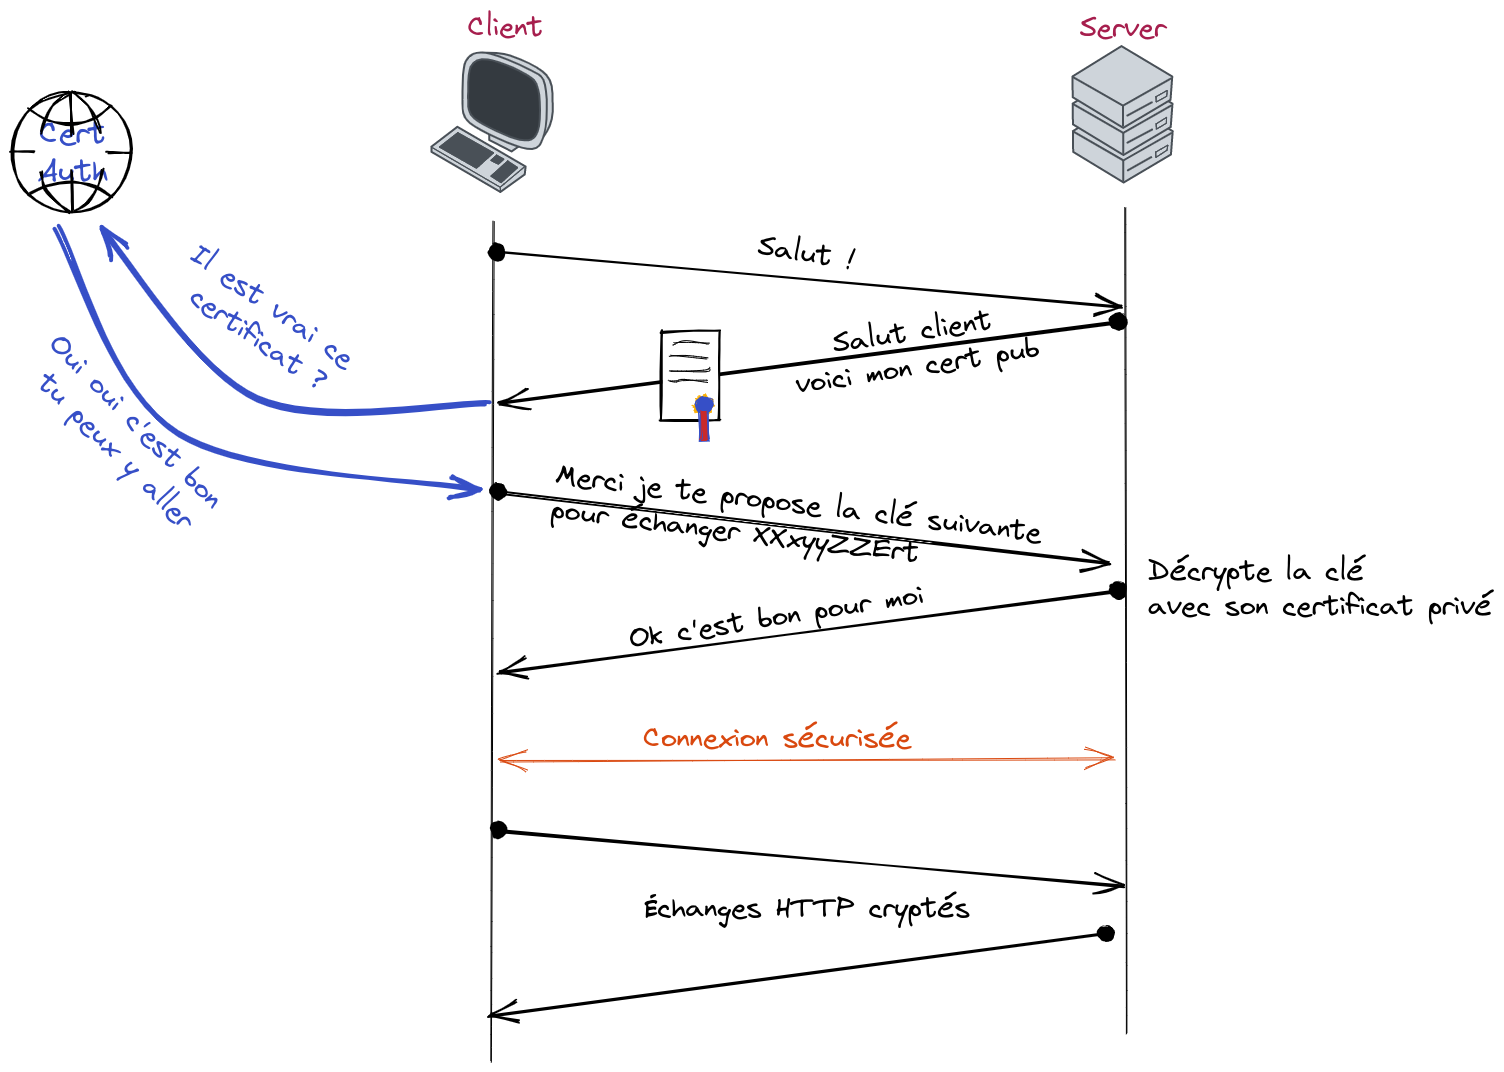 Client
Server
Cert
Auth
Salut !
Il est vrai ce
certificat ?
Salut client
voici mon cert pub
Oui oui c'est bon
tu peux y aller
Merci je te propose la clé suivante
pour échanger XXxyyZZErt
Décrypte la clé
avec son certificat privé
Ok c'est bon pour moi
Connexion sécurisée
Échanges HTTP cryptés